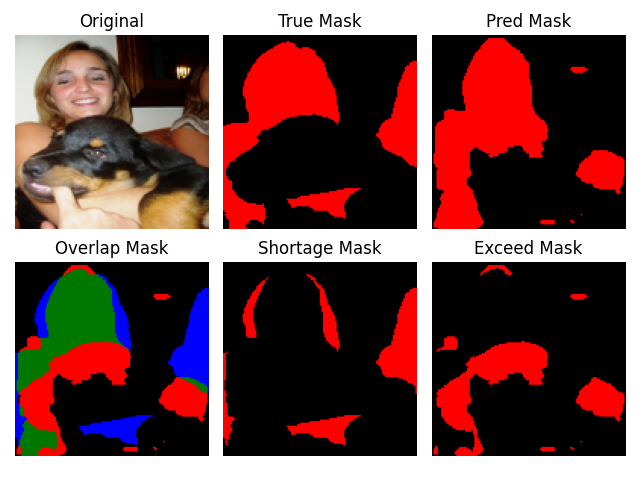 Original
True Mask
Pred Mask
Overlap Mask
Shortage Mask
Exceed Mask